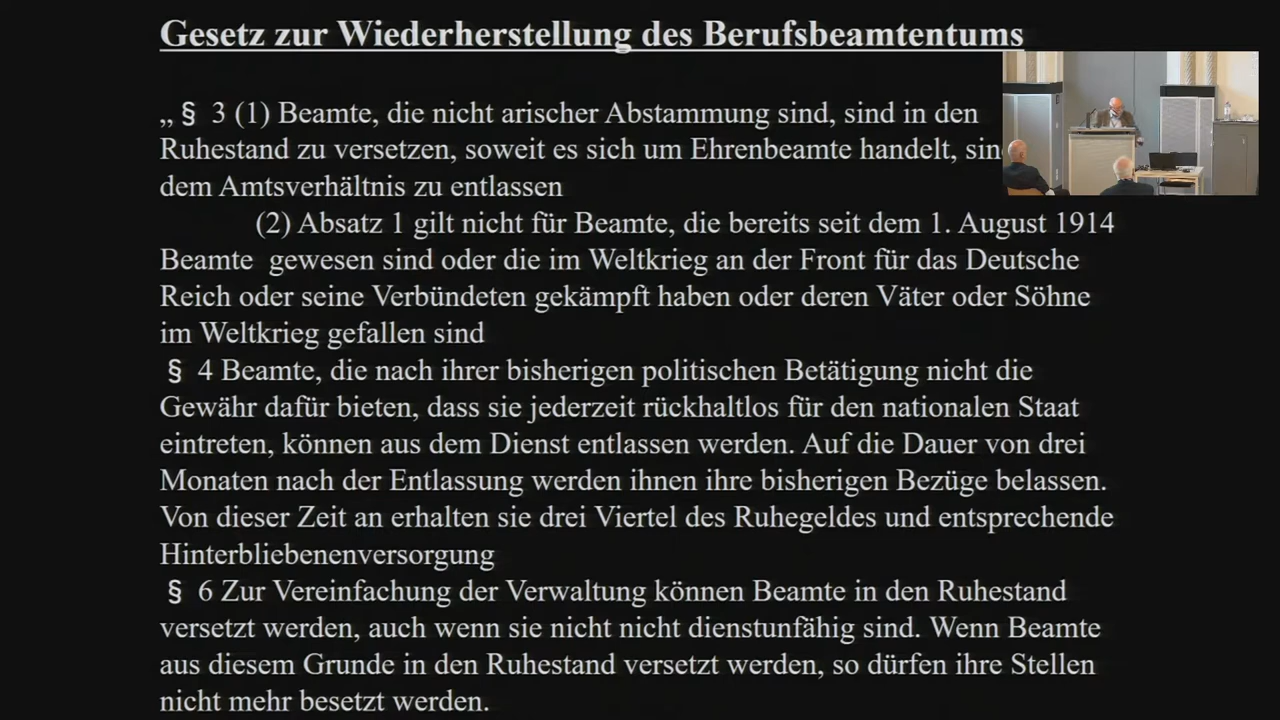 Gesetz zur Wiederherstellung des Berufsbeamtentums
„ § 3 (1) Beamte, die nicht arischer Abstammung sind, sind in den
Ruhestand zu versetzen, soweit es sich um Ehrenbeamte handelt,
dem Amtsverhältnis zu entlassen
(2) Absatz 1 gilt nicht für Beamte, die bereits seit dem 1. August 1914
Beamte gewesen sind oder die im Weltkrieg an der Front für das Deutsche
Reich oder seine Verbündeten gekämpft haben oder deren Väter oder Söhne
im Weltkrieg gefallen sind
§ 4 Beamte, die nach ihrer bisherigen politischen Betätigung nicht die
Gewähr dafür bieten, dass sie jederzeit rückhaltlos für den nationalen Staat
eintreten, können aus dem Dienst entlassen werden. Auf die Dauer von drei
Monaten nach der Entlassung werden ihnen ihre bisherigen Bezüge belassen.
Von dieser Zeit an erhalten sie drei Viertel des Ruhegeldes und entsprechende
Hinterbliebenenversorgung
§ 6 Zur Vereinfachung der Verwaltung können Beamte in den Ruhestand
versetzt werden, auch wenn sie nicht nicht dienstunfähig sind. Wenn Beamte
aus diesem Grunde in den Ruhestand versetzt werden, so dürfen ihre Stellen
nicht mehr besetzt werden.